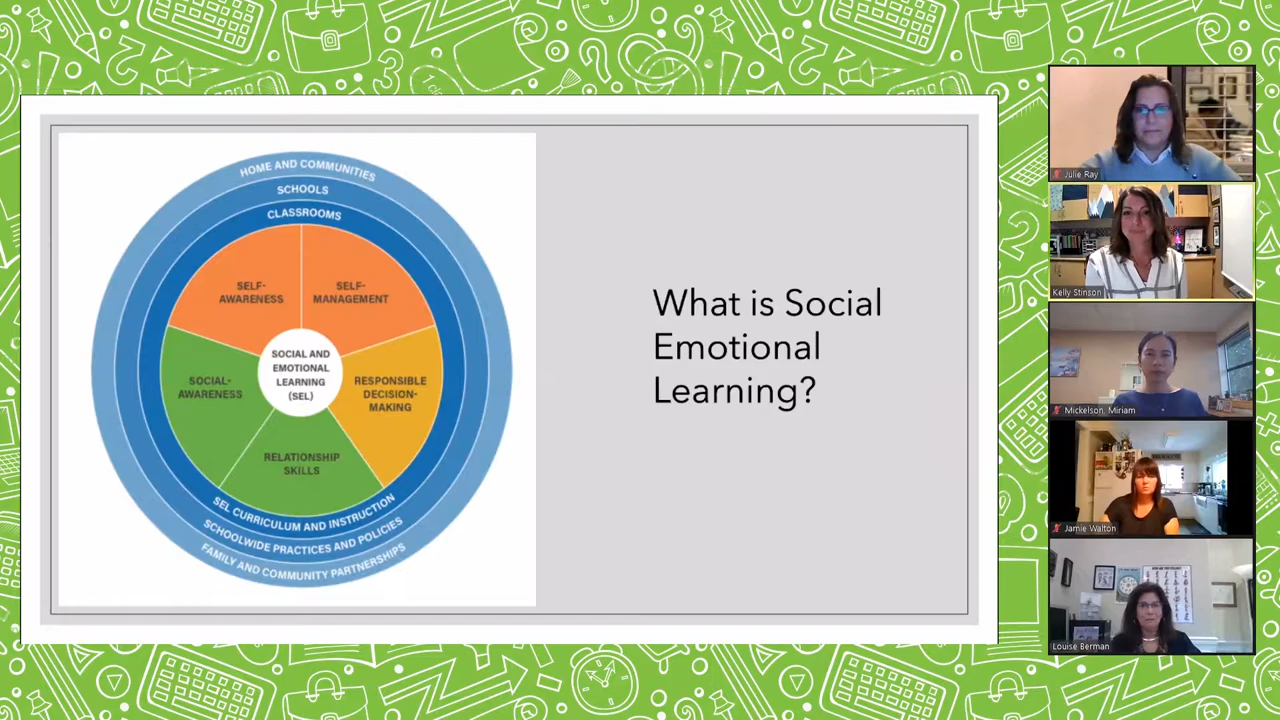 HOME AND COMMUNITIES
SCHOOLS
CLASSROOMS
SELF-
AWARENESS
SELF-
MANAGEMENT
SOCIAL AND
EMOTIONAL
LEARNING
(SEL)
SOCIAL-
AWARENESS
RESPONSIBLE
DECISION-
MAKING
RELATIONSHIP
SKILLS
SEL CURRICULUM AND INSTRUCTION
SCHOOLWIDE PRACTICES AND POLICIES
FAMILY AND COMMUNITY PARTNERSHIPS
What is Social
Emotional
Learning?
Julie Ray
Kelly Stinson
Mickelson, Miriam
Jamie Walton
Louise Berman